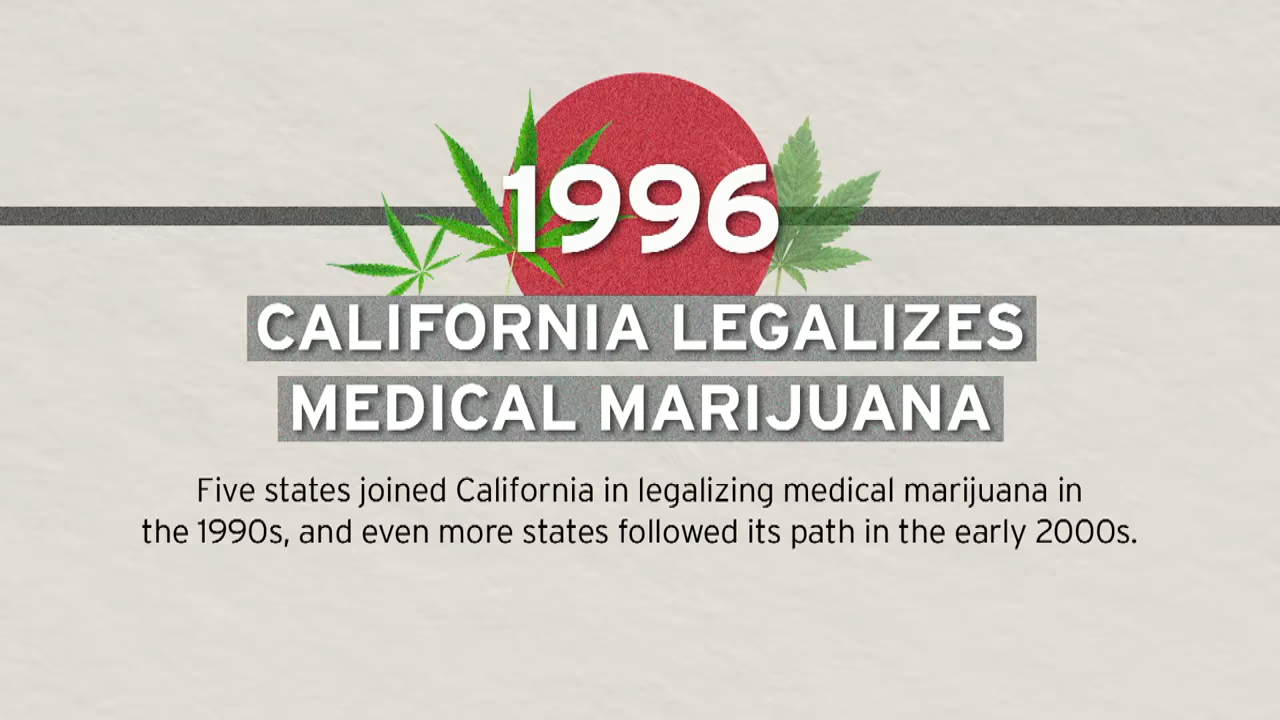 1996
CALIFORNIA LEGALIZES
MEDICAL MARIJUANA
Five states joined California in legalizing medical marijuana in
the 1990s, and even more states followed its path in the early 2000s.